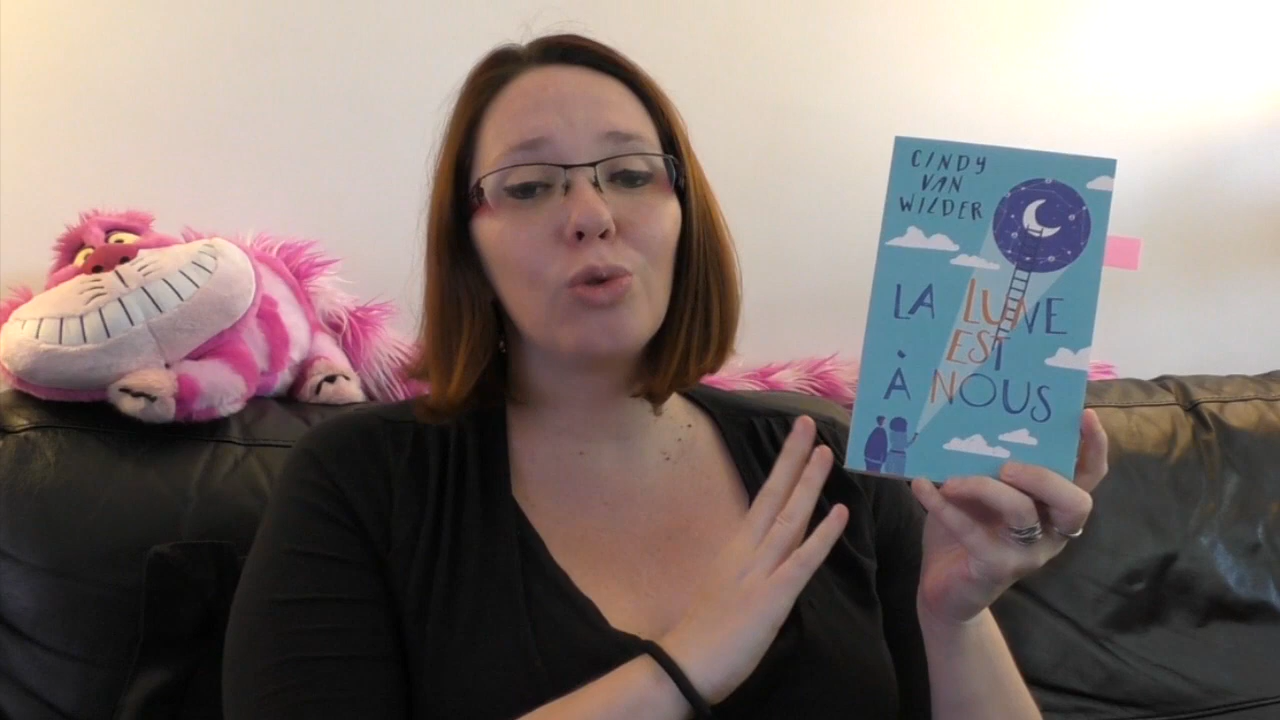 CINDY
VAN
WILDER
LA LUNE
EST
À NOUS